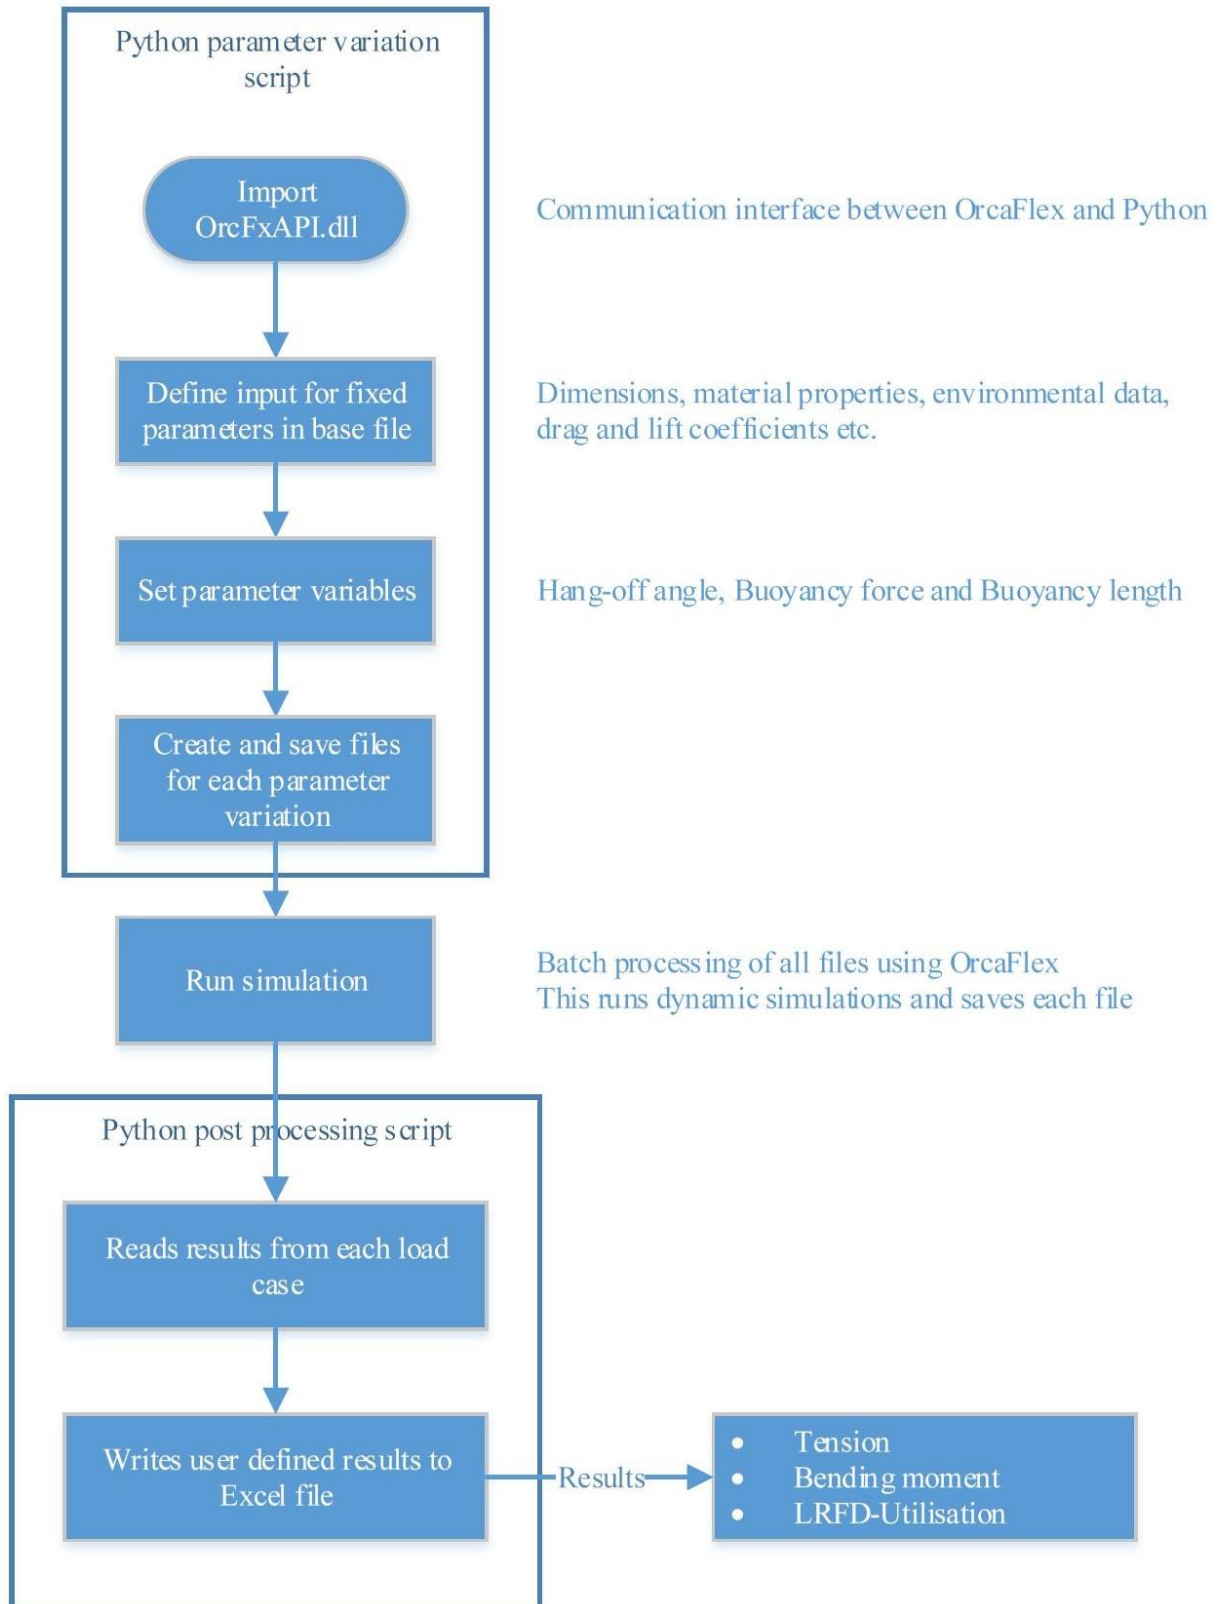 Python parameter variation
script
Import
OrcFxAPI.dll
Communication interface between OrcaFlex and Python
Define input for fixed
parameters in base file
Dimensions, material properties, environmental data,
drag and lift coefficients etc.
Set parameter variables
Hang-off angle, Buoyancy force and Buoyancy length
Create and save files
for each parameter
variation
Run simulation
Batch processing of all files using OrcaFlex
This runs dynamic simulations and saves each file
Python post processing script
Reads results from each load
case
Writes user defined results to
Excel file
Results
• Tension
• Bending moment
• LRFD-Utilisation